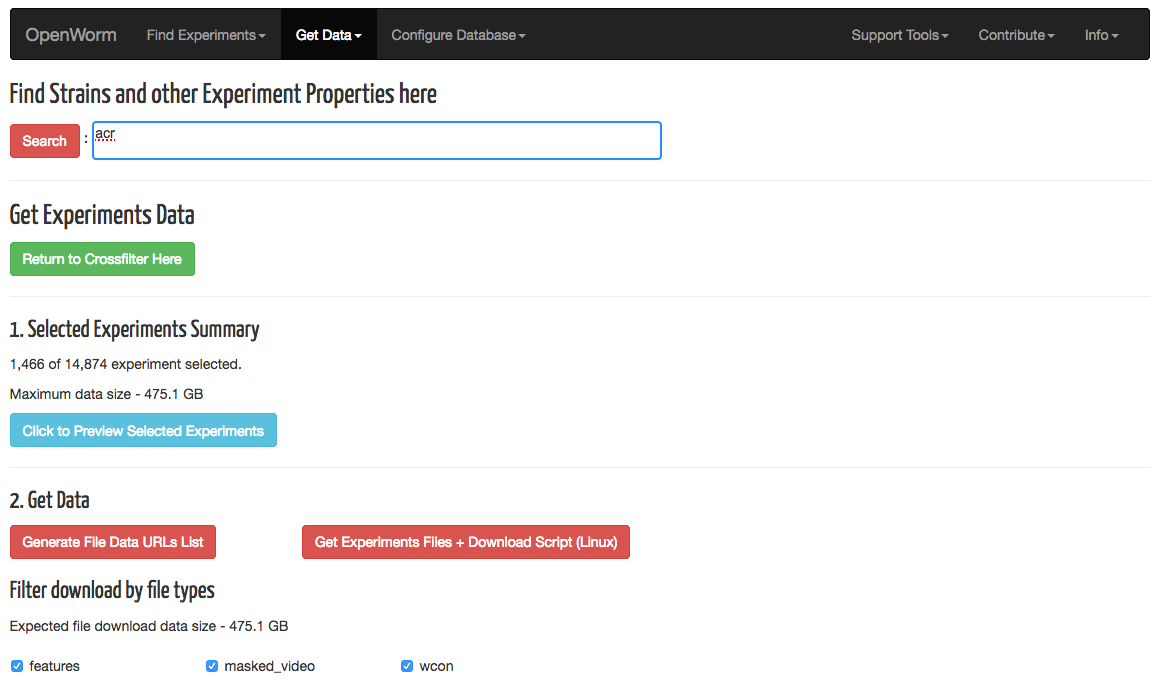 OpenWorm Find Experiments Get Data Configure Database Support Tools Contribute Info
Find Strains and other Experiment Properties here
Search : acr
Get Experiments Data
Return to Crossfilter Here
1. Selected Experiments Summary
1,466 of 14,874 experiment selected.
Maximum data size - 475.1 GB
Click to Preview Selected Experiments
2. Get Data
Generate File Data URLs List Get Experiments Files + Download Script (Linux)
Filter download by file types
Expected file download data size - 475.1 GB
features masked_video wcon